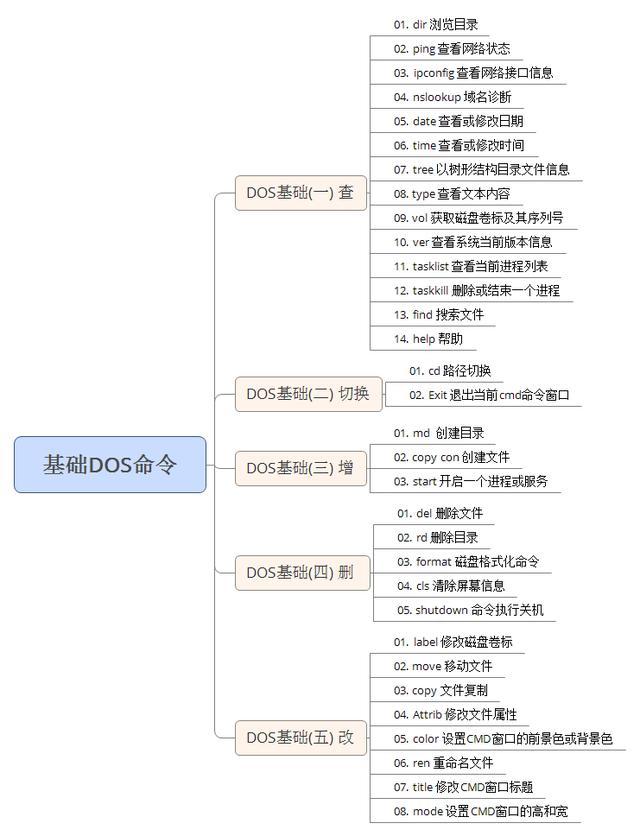 基础DOS命令
DOS基础(一) 查
01. dir 浏览目录
02. ping 查看网络状态
03. ipconfig 查看网络接口信息
04. nslookup 域名诊断
05. date 查看或修改日期
06. time 查看或修改时间
07. tree 以树形结构目录文件信息
08. type 查看文本内容
09. vol 获取磁盘卷标及其序列号
10. ver 查看系统当前版本信息
11. tasklist 查看当前进程列表
12. taskkill 删除或结束一个进程
13. find 搜索文件
14. help 帮助
DOS基础(二) 切换
01. cd 路径切换
02. Exit 退出当前cmd命令窗口
DOS基础(三) 增
01. md 创建目录
02. copy con 创建文件
03. start 开启一个进程或服务
DOS基础(四) 删
01. del 删除文件
02. rd 删除目录
03. format 磁盘格式化命令
04. cls 清除屏幕信息
05. shutdown 命令执行关机
DOS基础(五) 改
01. label 修改磁盘卷标
02. move 移动文件
03. copy 文件复制
04. Attrib 修改文件属性
05. color 设置CMD窗口的前景色或背景色
06. ren 重命名文件
07. title 修改CMD窗口标题
08. mode 设置CMD窗口的高和宽